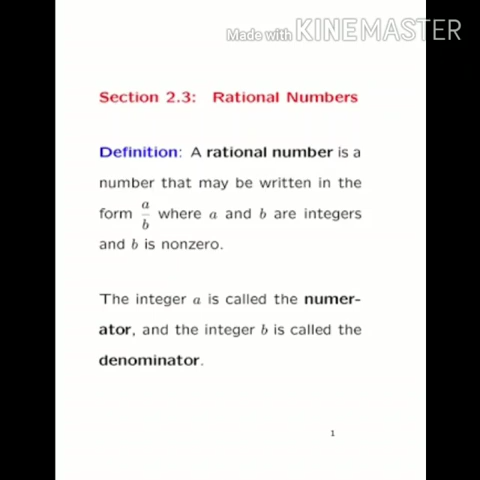 Made with KINEMASTER
Section 2.3: Rational Numbers
Definition: A rational number is a
number that may be written in the
form a/b where a and b are integers
and b is nonzero.
The integer a is called the numer-
ator, and the integer b is called the
denominator.
1